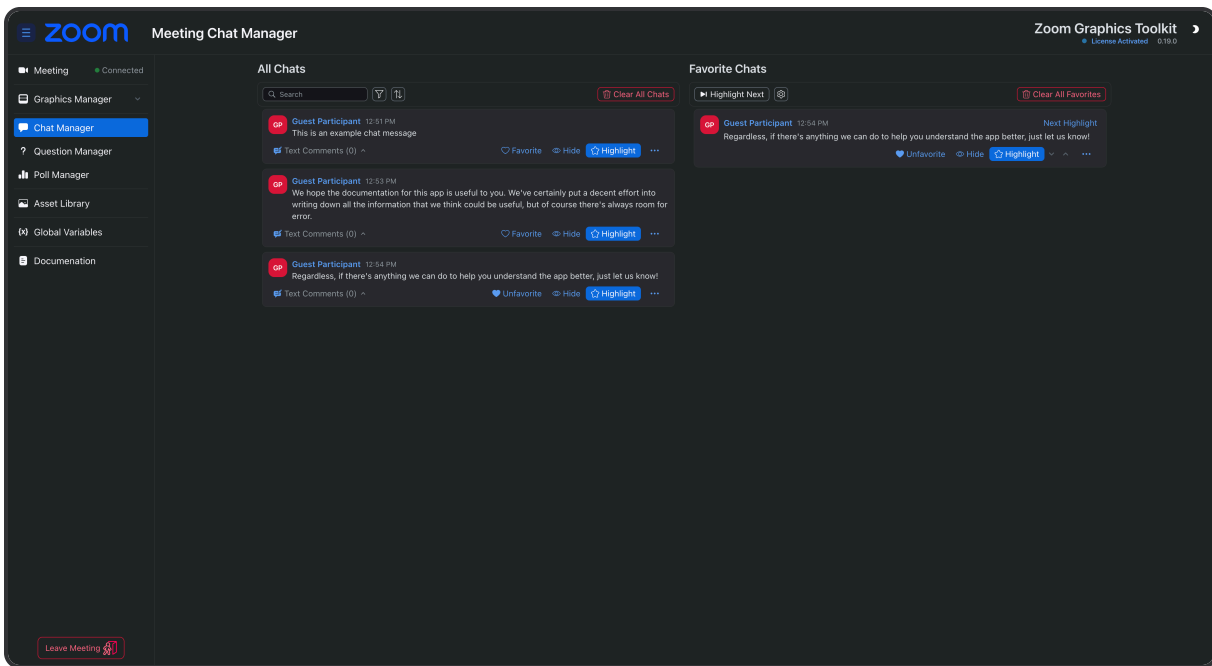 zoom
Meeting Chat Manager
Zoom Graphics Toolkit
License Activated 0.19.0
Meeting
Connected
Graphics Manager
Chat Manager
? Question Manager
Poll Manager
Asset Library
{x} Global Variables
Documenation
Leave Meeting
All Chats
Search
Clear All Chats
GP
Guest Participant 12:51 PM
This is an example chat message
Text Comments (0)
Favorite
Hide
Highlight
GP
Guest Participant 12:53 PM
We hope the documentation for this app is useful to you. We've certainly put a decent effort into
writing down all the information that we think could be useful, but of course there's always room for
error.
Text Comments (0)
Favorite
Hide
Highlight
GP
Guest Participant 12:54 PM
Regardless, if there's anything we can do to help you understand the app better, just let us know!
Text Comments (0)
Unfavorite
Hide
Highlight
Favorite Chats
Highlight Next
Clear All Favorites
GP
Guest Participant 12:54 PM
Next Highlight
Regardless, if there's anything we can do to help you understand the app better, just let us know!
Unfavorite
Hide
Highlight